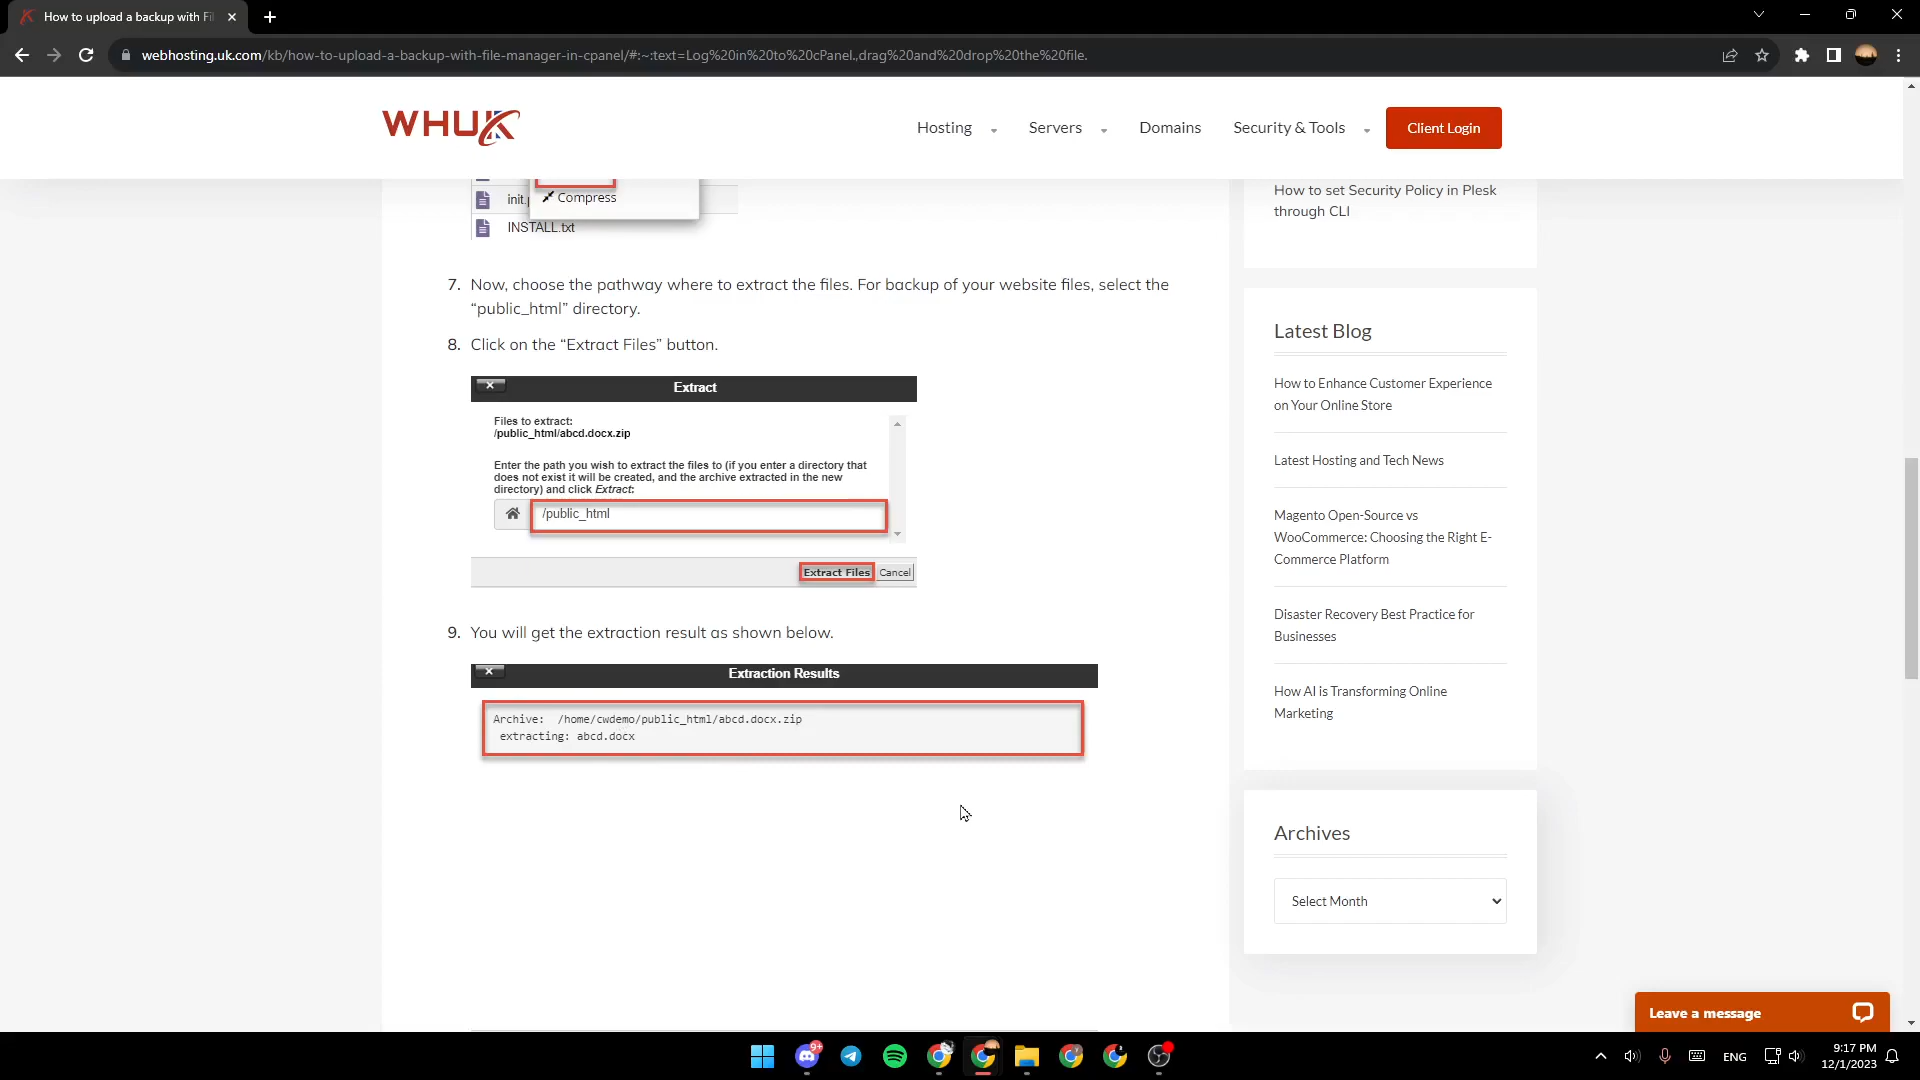 How to upload a backup with Fi
webhosting.uk.com/kb/how-to-upload-a-backup-with-file-manager-in-cpanel/#:~:text=Log%20in%20to%20cPanel.,drag%20and%20drop%20the%20file.
WHUK
Hosting
Servers
Domains
Security & Tools
Client Login
init.p
Compress
INSTALL.txt
7. Now, choose the pathway where to extract the files. For backup of your website files, select the
“public_html” directory.
8. Click on the “Extract Files” button.
Extract
Files to extract:
/public_html/abcd.docx.zip
Enter the path you wish to extract the files to (if you enter a directory that
does not exist it will be created, and the archive extracted in the new
directory) and click Extract:
/public_html
Extract Files
Cancel
9. You will get the extraction result as shown below.
Extraction Results
Archive: /home/cwdemo/public_html/abcd.docx.zip
extracting: abcd.docx
How to set Security Policy in Plesk
through CLI
Latest Blog
How to Enhance Customer Experience
on Your Online Store
Latest Hosting and Tech News
Magento Open-Source vs
WooCommerce: Choosing the Right E-
Commerce Platform
Disaster Recovery Best Practice for
Businesses
How AI is Transforming Online
Marketing
Archives
Select Month
Leave a message
9+
ENG
9:17 PM
12/1/2023